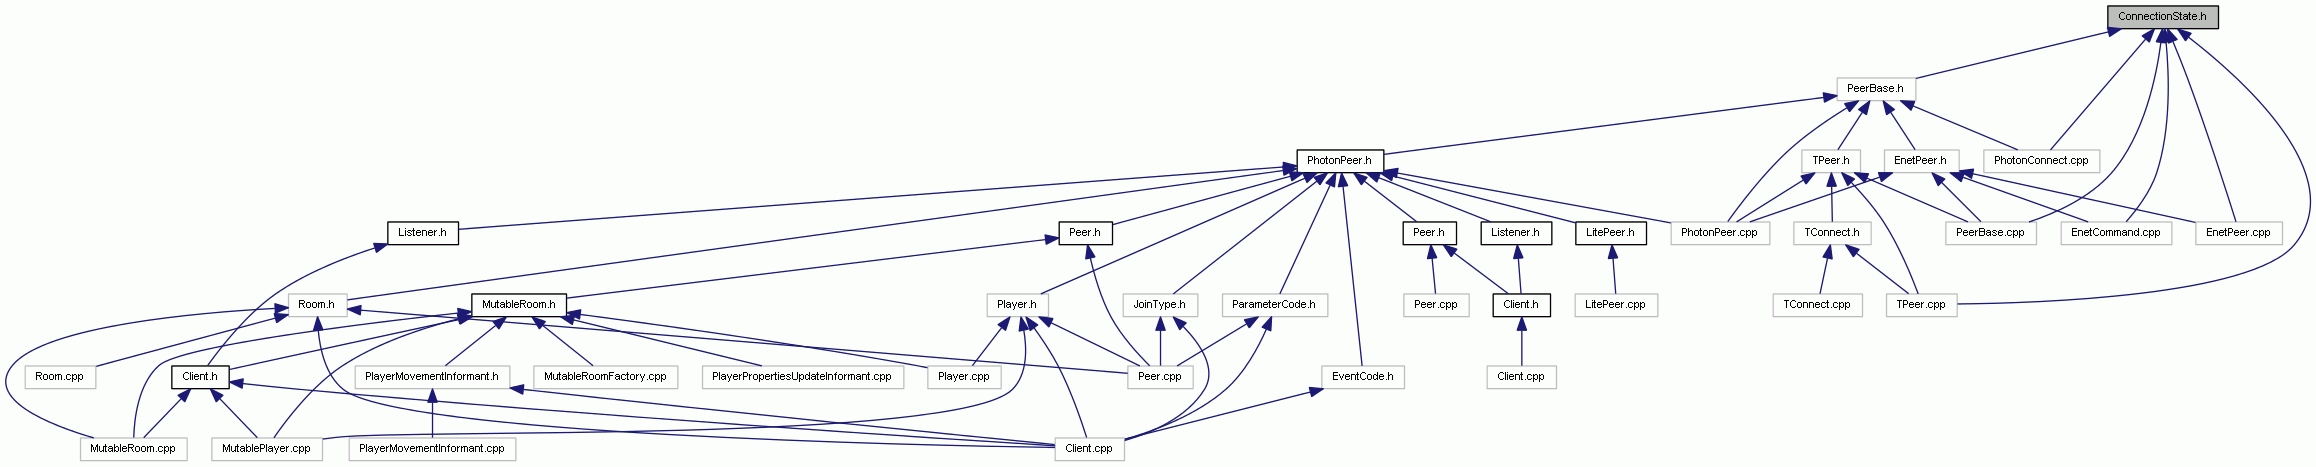 ConnectionState.h
PeerBase.h
PhotonPeer.h
TPeer.h
EnetPeer.h
PhotonConnect.cpp
Listener.h
Peer.h
Peer.h
Listener.h
LitePeer.h
PhotonPeer.cpp
TConnect.h
PeerBase.cpp
EnetCommand.cpp
EnetPeer.cpp
Room.h
MutableRoom.h
Player.h
JoinType.h
ParameterCode.h
Peer.cpp
Client.h
LitePeer.cpp
TConnect.cpp
TPeer.cpp
Room.cpp
Client.h
PlayerMovementInformant.h
MutableRoomFactory.cpp
PlayerPropertiesUpdateInformant.cpp
Player.cpp
Peer.cpp
EventCode.h
Client.cpp
MutableRoom.cpp
MutablePlayer.cpp
PlayerMovementInformant.cpp
Client.cpp